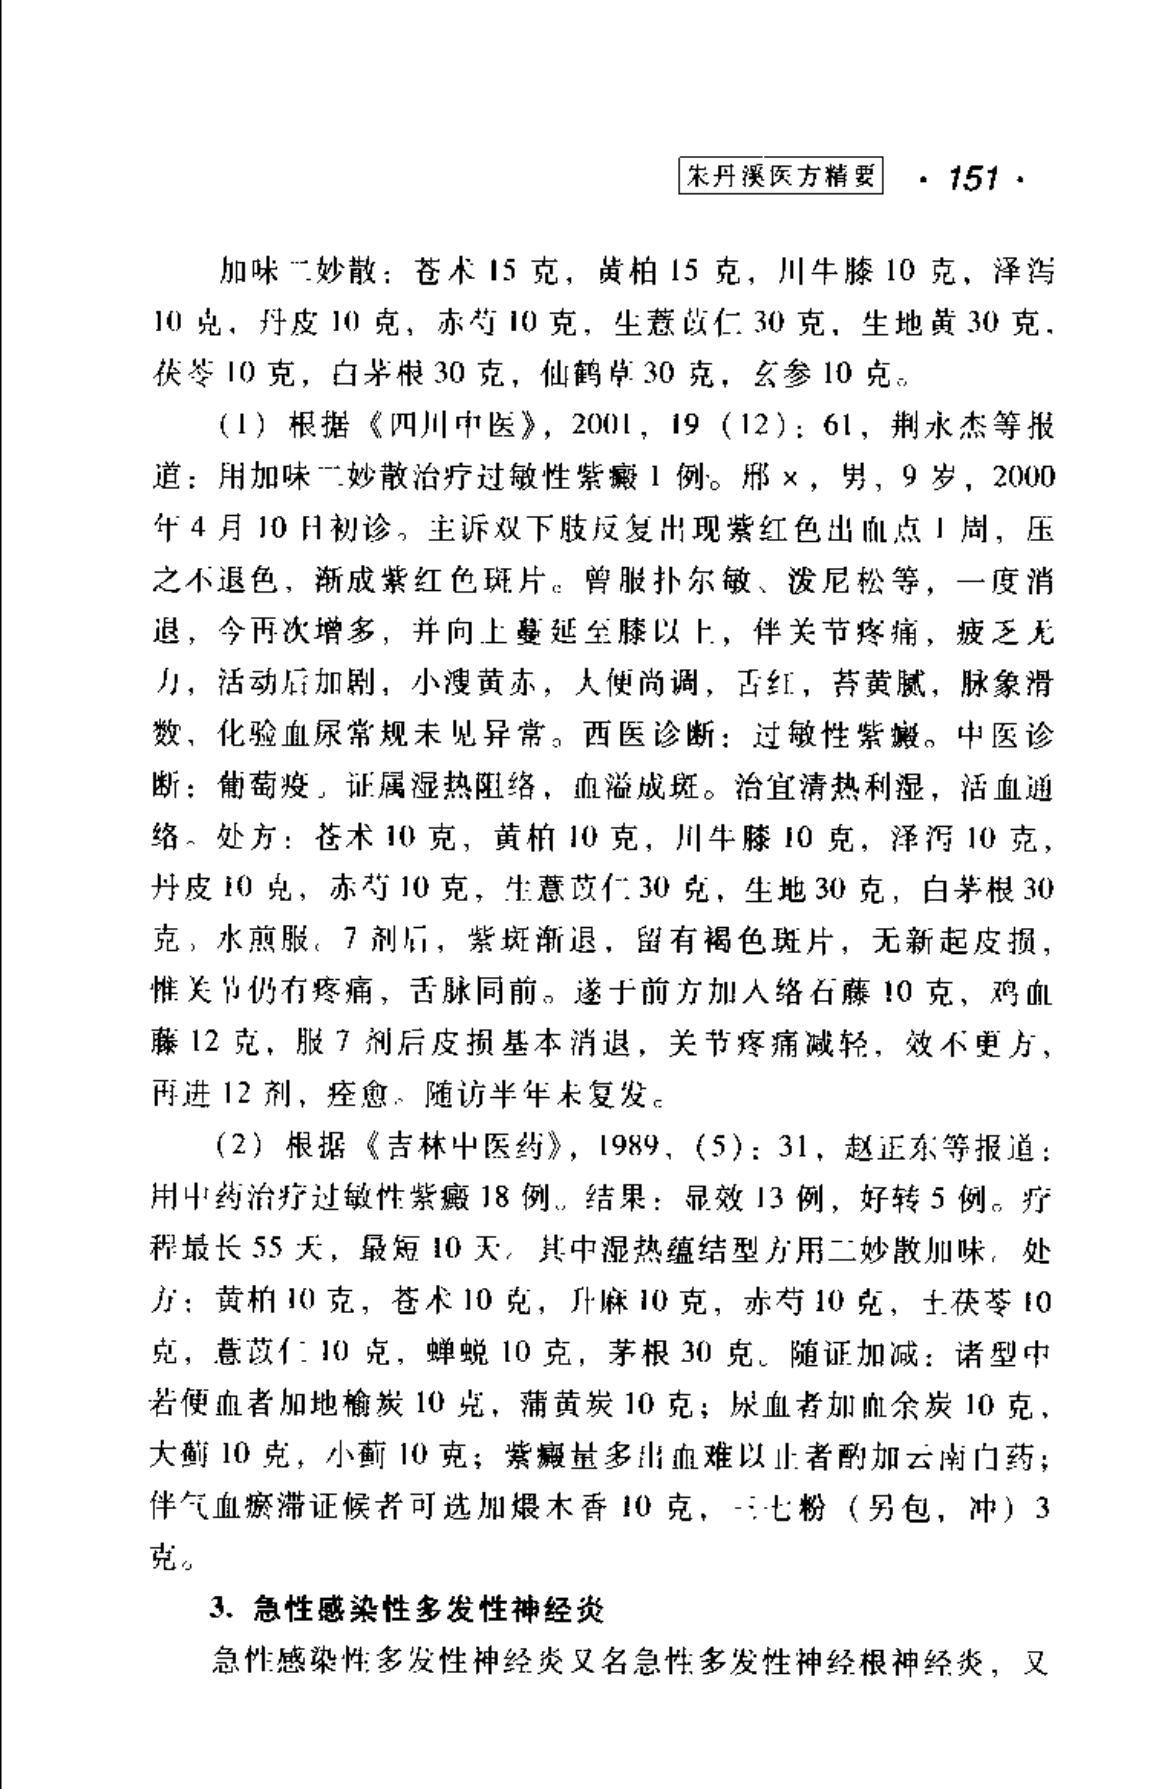 朱丹溪医方精要 · 151 ·
加味二妙散：苍术 15 克，黄柏 15 克，川牛膝 10 克，泽泻
10 克，丹皮 10 克，赤芍 10 克，生薏苡仁 30 克，生地黄 30 克，
茯苓 10 克，白茅根 30 克，仙鹤草 30 克，玄参 10 克。
（1）根据《四川中医》，2001，19（12）：61，荆永杰等报
道：用加味二妙散治疗过敏性紫癜 1 例。邢×，男，9 岁，2000
年 4 月 10 日初诊。主诉双下肢反复出现紫红色出血点 1 周，压
之不退色，渐成紫红色斑片。曾服扑尔敏、泼尼松等，一度消
退，今再次增多，并向上蔓延至膝以上，伴关节疼痛，疲乏无
力，活动后加剧，小溲黄赤，大便尚调，舌红，苔黄腻，脉象滑
数，化验血尿常规未见异常。西医诊断：过敏性紫癜。中医诊
断：葡萄疫。证属湿热阻络，血溢成斑。治宜清热利湿，活血通
络。处方：苍术 10 克，黄柏 10 克，川牛膝 10 克，泽泻 10 克，
丹皮 10 克，赤芍 10 克，生薏苡仁 30 克，生地 30 克，白茅根 30
克。水煎服。7 剂后，紫斑渐退，留有褐色斑片，无新起皮损，
惟关节仍有疼痛，舌脉同前。遂于前方加入络石藤 10 克，鸡血
藤 12 克，服 7 剂后皮损基本消退，关节疼痛减轻，效不更方，
再进 12 剂，痊愈。随访半年未复发。
（2）根据《吉林中医药》，1989，（5）：31，赵正东等报道：
用中药治疗过敏性紫癜 18 例。结果：显效 13 例，好转 5 例。疗
程最长 55 天，最短 10 天。其中湿热蕴结型方用二妙散加味。处
方：黄柏 10 克，苍术 10 克，升麻 10 克，赤芍 10 克，土茯苓 10
克，薏苡仁 10 克，蝉蜕 10 克，茅根 30 克。随证加减：诸型中
若便血者加地榆炭 10 克，蒲黄炭 10 克；尿血者加血余炭 10 克，
大蓟 10 克，小蓟 10 克；紫癜量多出血难以止者酌加云南白药；
伴气血瘀滞证候者可选加煨木香 10 克，三七粉（另包，冲）3
克。
3. 急性感染性多发性神经炎
急性感染性多发性神经炎又名急性多发性神经根神经炎，又